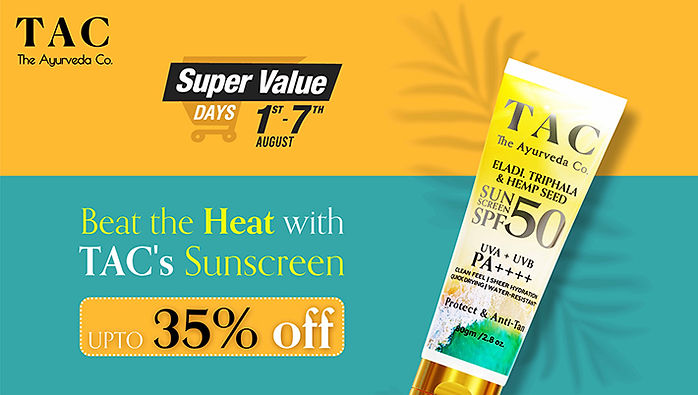 TAC
The Ayurveda Co.
Super Value
DAYS 1ST - 7TH
AUGUST
Beat the Heat with
TAC's Sunscreen
UPTO 35% off
TAC
The Ayurveda Co.
ELADI, TRIPHALA
& HEMP SEED
SUN
SCREEN
SPF 50
UVA + UVB
PA++++
CLEAN FEEL | SHEER HYDRATION
QUICK DRYING | WATER-RESISTANT
Protect & Anti-Tan
80gm /2.8 oz.